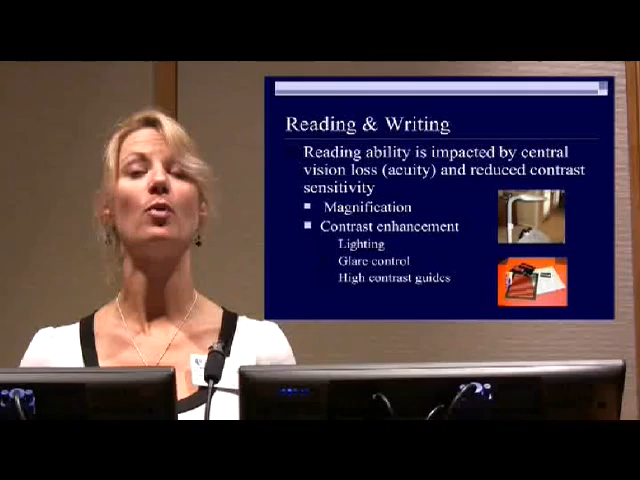 Reading & Writing
Reading ability is impacted by central
vision loss (acuity) and reduced contrast
sensitivity
Magnification
Contrast enhancement
Lighting
Glare control
High contrast guides